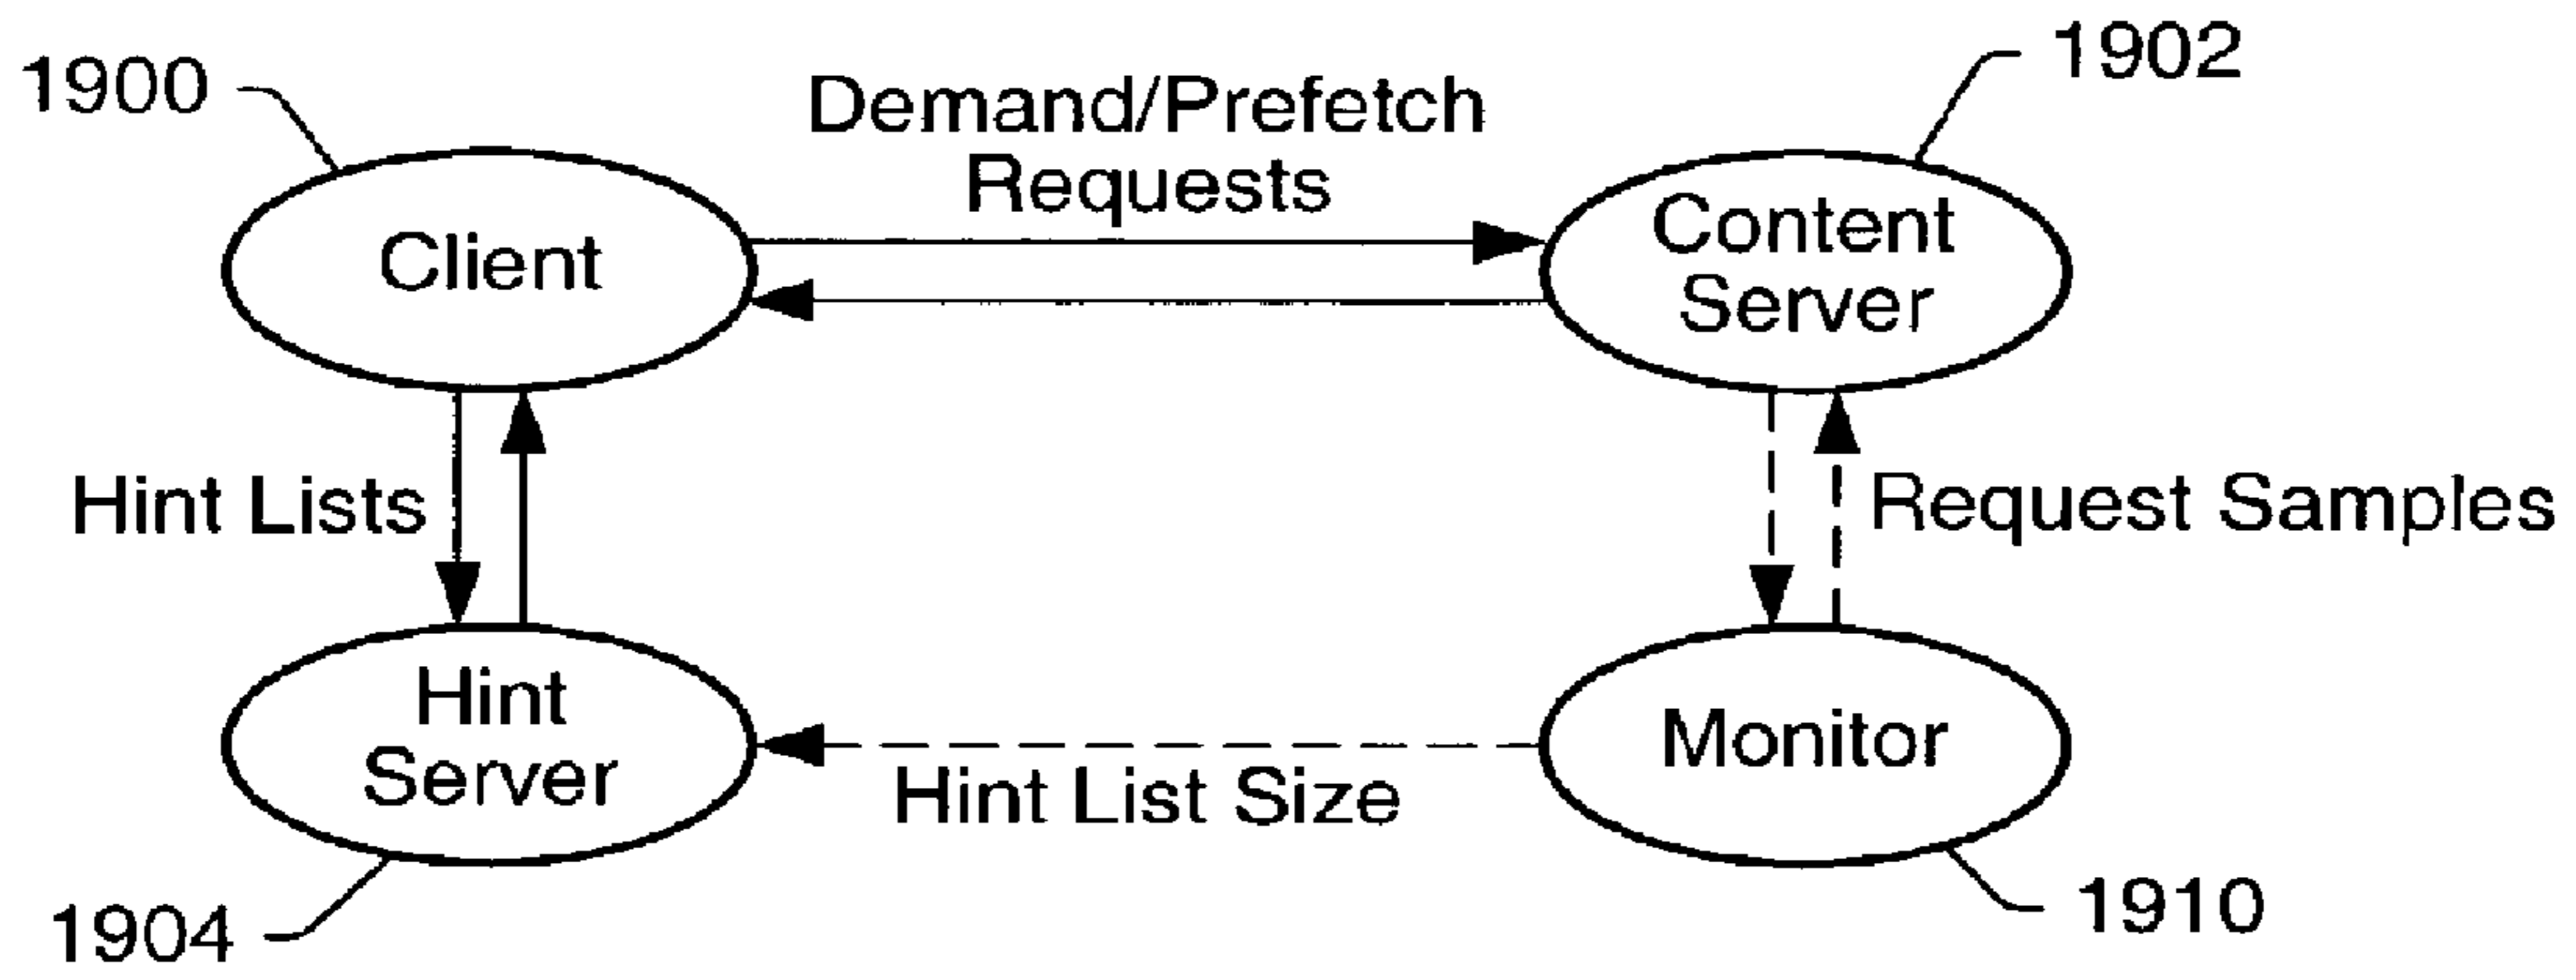 1900
Demand/Prefetch
Requests
1902
Client
Content
Server
Hint Lists
Request Samples
Hint
Server
Hint List Size
Monitor
1904
1910